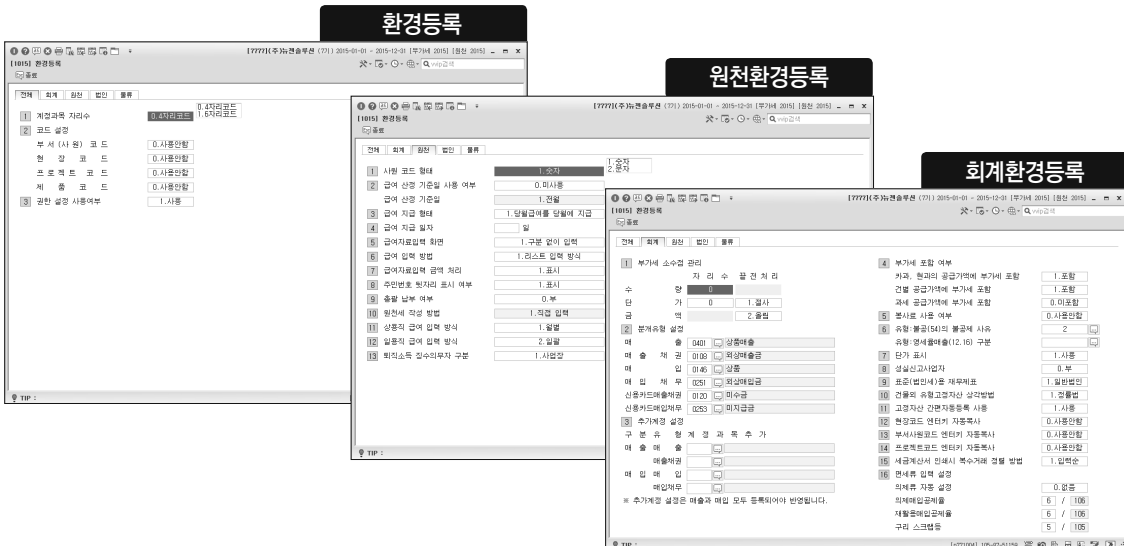 환경등록
[7777](주)뉴젠솔루션 (77기) 2015-01-01 ~ 2015-12-31 [부가세 2015] [원천 2015]
[1015] 환경등록
vvip검색
종료
전체 회계 원천 법인 물류
1 계정과목 자리수 0.4자리코드
0.4자리코드
1.6자리코드
2 코드 설정
부서(사원) 코드 0.사용안함
현 장 코 드 0.사용안함
프로젝트 코드 0.사용안함
제 품 코 드 0.사용안함
3 권한 설정 사용여부 1.사용
TIP :
원천환경등록
[7777](주)뉴젠솔루션 (77기) 2015-01-01 ~ 2015-12-31 [부가세 2015] [원천 2015]
[1015] 환경등록
vvip검색
종료
전체 회계 원천 법인 물류
1 사원 코드 형태 1.숫자
1.숫자
2.문자
2 급여 산정 기준일 사용 여부 0.미사용
급여 산정 기준일 1.전월
3 급여 지급 형태 1.당월급여를 당월에 지급
4 급여 지급 일자 일
5 급여자료입력 화면 1.구분 없이 입력
6 급여 입력 방법 1.리스트 입력 방식
7 급여자료입력 금액 처리 1.표시
8 주민번호 뒷자리 표시 여부 1.표시
9 총괄 납부 여부 0.부
10 원천세 작성 방법 1.직접 입력
11 상용직 급여 입력 방식 1.월별
12 일용직 급여 입력 방식 2.일괄
13 퇴직소득 징수의무자 구분 1.사업장
TIP :
회계환경등록
[7777](주)뉴젠솔루션 (77기) 2015-01-01 ~ 2015-12-31 [부가세 2015] [원천 2015]
[1015] 환경등록
vvip검색
종료
전체 회계 원천 법인 물류
1 부가세 소수점 관리
자 리 수 끝전처리
수 량 0
단 가 0 1.절사
금 액 2.올림
2 분개유형 설정
매 출 0401 상품매출
매 출 채 권 0108 외상매출금
매 입 0146 상품
매 입 채 무 0251 외상매입금
신용카드매출채권 0120 미수금
신용카드매입채무 0253 미지급금
3 추가계정 설정
구 분 유 형 계 정 과 목 추 가
매 출 매 출
매출채권
매 입 매 입
매입채무
※ 추가계정 설정은 매출과 매입 모두 등록되어야 반영됩니다.
4 부가세 포함 여부
카과, 현과의 공급가액에 부가세 포함 1.포함
건별 공급가액에 부가세 포함 1.포함
과세 공급가액에 부가세 포함 0.미포함
5 봉사료 사용 여부 0.사용안함
6 유형:불공(54)의 불공제 사유 2
유형:영세율매출(12.16) 구분
7 단가 표시 1.사용
8 성실신고사업자 0.부
9 표준(법인세)용 재무제표 1.일반법인
10 건물외 유형고정자산 상각방법 1.정률법
11 고정자산 간편자동등록 사용 1.사용
12 현장코드 엔터키 자동복사 0.사용안함
13 부서사원코드 엔터키 자동복사 0.사용안함
14 프로젝트코드 엔터키 자동복사 0.사용안함
15 세금계산서 인쇄시 복수거래 정렬 방법 1.입력순
16 면세류 입력 설정
의제류 자동 설정 0.없음
의제매입공제율 6 / 106
재활용매입공제율 6 / 106
구리 스크랩등 5 / 105
TIP :